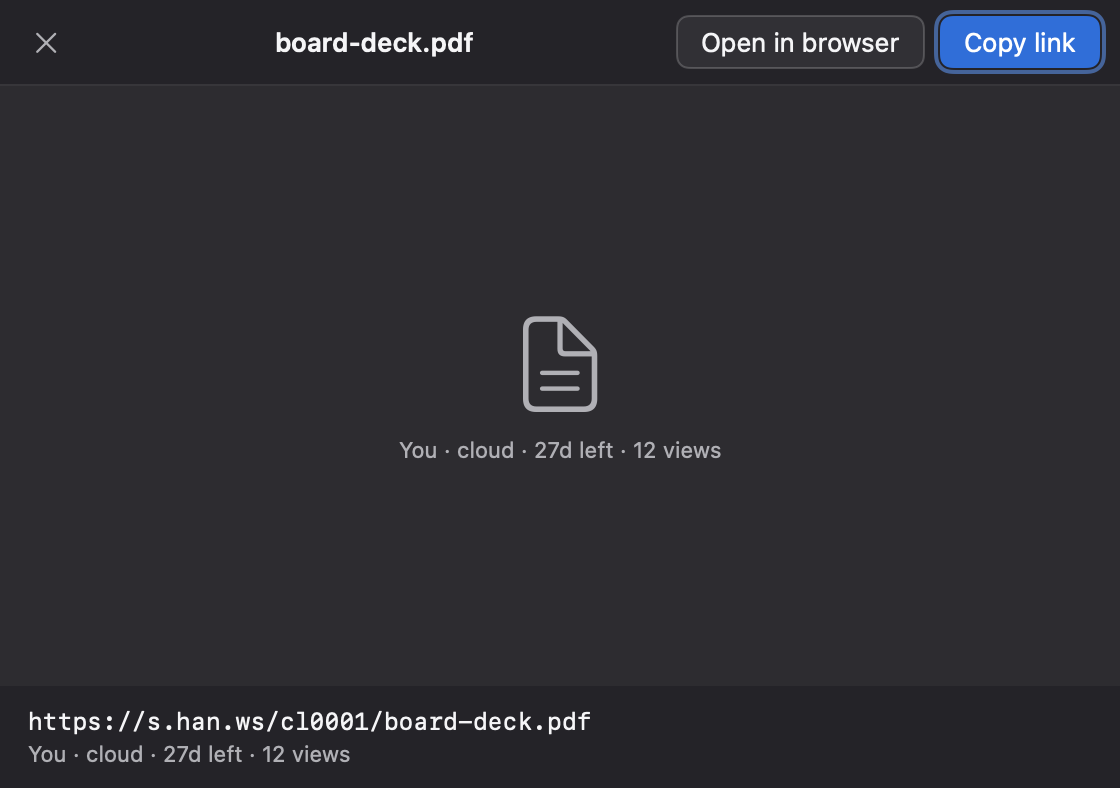 board-deck.pdf
Open in browser
Copy link
You · cloud · 27d left · 12 views
https://s.han.ws/cl0001/board-deck.pdf
You · cloud · 27d left · 12 views